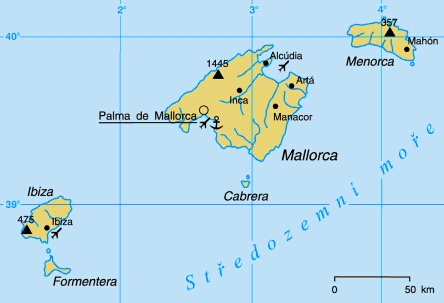 2°
3°
4°
40°
357
Mahón
Menorca
1445
Alcúdia
Artá
Inca
Palma de Mallorca
Manacor
Mallorca
Cabrera
39°
Ibiza
475
Ibiza
Formentera
Středozemní moře
0 50 km